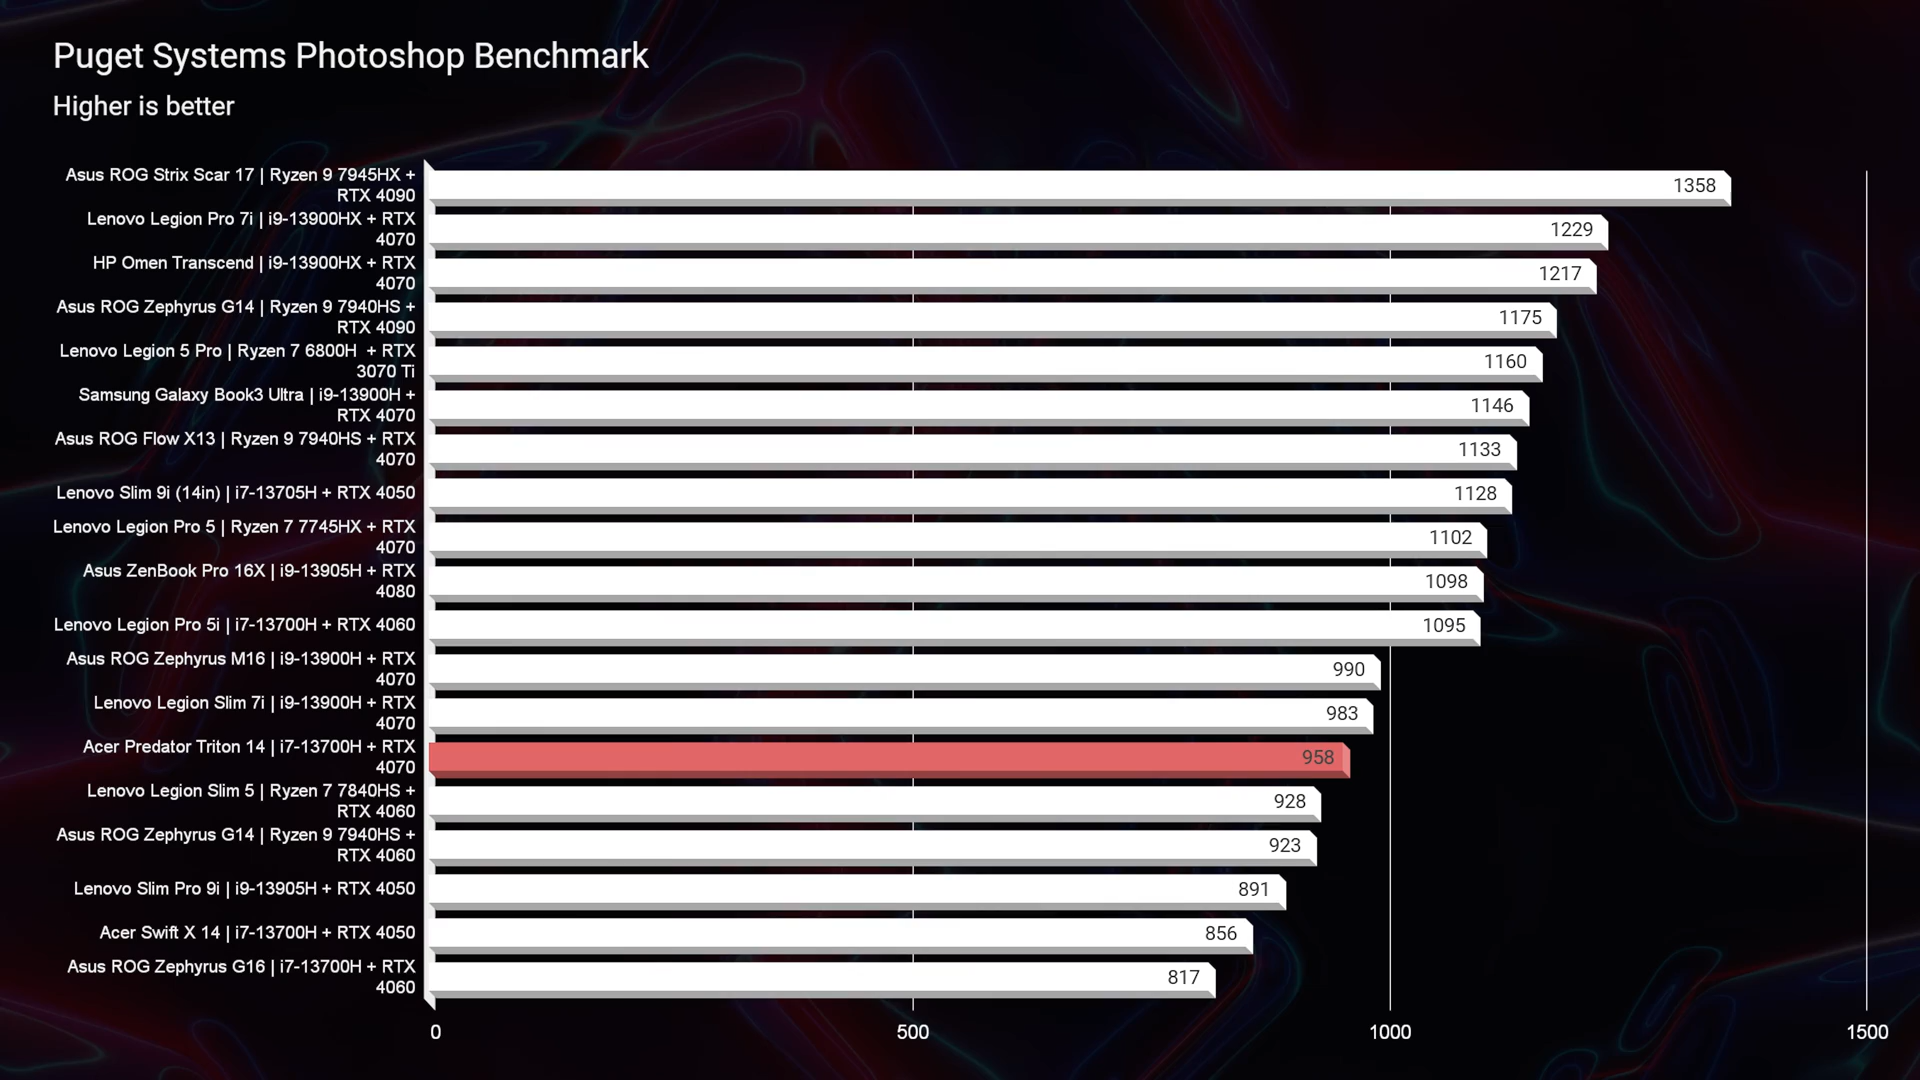 Puget Systems Photoshop Benchmark
Higher is better
Asus ROG Strix Scar 17 | Ryzen 9 7945HX +
RTX 4090
1358
Lenovo Legion Pro 7i | i9-13900HX + RTX
4070
1229
HP Omen Transcend | i9-13900HX + RTX
4070
1217
Asus ROG Zephyrus G14 | Ryzen 9 7940HS +
RTX 4090
1175
Lenovo Legion 5 Pro | Ryzen 7 6800H + RTX
3070 Ti
1160
Samsung Galaxy Book3 Ultra | i9-13900H +
RTX 4070
1146
Asus ROG Flow X13 | Ryzen 9 7940HS + RTX
4070
1133
Lenovo Slim 9i (14in) | i7-13705H + RTX 4050
1128
Lenovo Legion Pro 5 | Ryzen 7 7745HX + RTX
4070
1102
Asus ZenBook Pro 16X | i9-13905H + RTX
4080
1098
Lenovo Legion Pro 5i | i7-13700H + RTX 4060
1095
Asus ROG Zephyrus M16 | i9-13900H + RTX
4070
990
Lenovo Legion Slim 7i | i9-13900H + RTX
4070
983
Acer Predator Triton 14 | i7-13700H + RTX
4070
958
Lenovo Legion Slim 5 | Ryzen 7 7840HS +
RTX 4060
928
Asus ROG Zephyrus G14 | Ryzen 9 7940HS +
RTX 4060
923
Lenovo Slim Pro 9i | i9-13905H + RTX 4050
891
Acer Swift X 14 | i7-13700H + RTX 4050
856
Asus ROG Zephyrus G16 | i7-13700H + RTX
4060
817
0 500 1000 1500